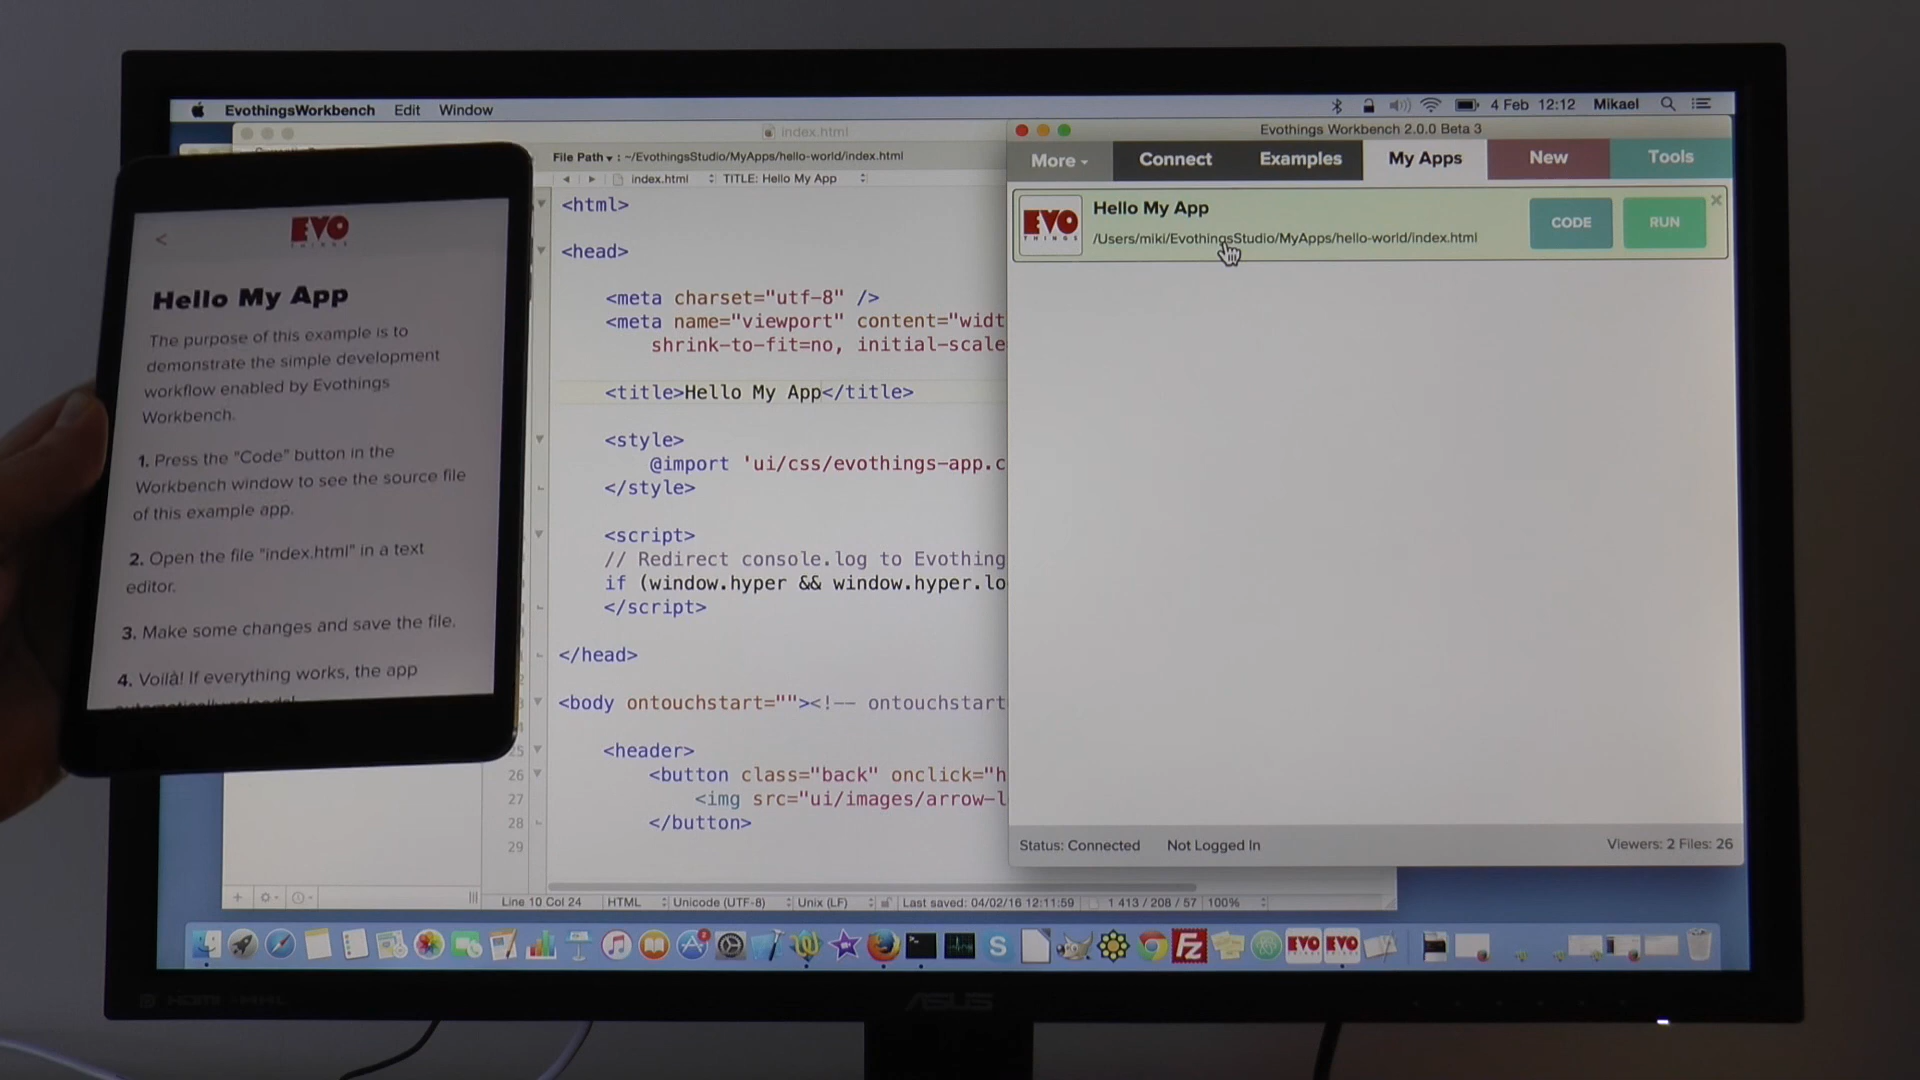 EvothingsWorkbench Edit Window
4 Feb 12:12 Mikael
index.html
File Path : ~/EvothingsStudio/MyApps/hello-world/index.html
index.html TITLE: Hello My App
<html>
<head>
<meta charset="utf-8" />
<meta name="viewport" content="widt
shrink-to-fit=no, initial-scale
<title>Hello My App</title>
<style>
@import 'ui/css/evothings-app.c
</style>
<script>
// Redirect console.log to Evothing
if (window.hyper && window.hyper.lo
</script>
</head>
<body ontouchstart=""><!-- ontouchstart
25 <header>
26 <button class="back" onclick="h
27 <img src="ui/images/arrow-l
28 </button>
29
Line 10 Col 24 HTML Unicode (UTF-8) Unix (LF) Last saved: 04/02/16 12:11:59 1 413 / 208 / 57 100%
Evothings Workbench 2.0.0 Beta 3
More Connect Examples My Apps New Tools
EVO
THINGS
Hello My App
/Users/miki/EvothingsStudio/MyApps/hello-world/index.html
CODE RUN
Status: Connected Not Logged In Viewers: 2 Files: 26
<
EVO
THINGS
Hello My App
The purpose of this example is to
demonstrate the simple development
workflow enabled by Evothings
Workbench.
1. Press the "Code" button in the
Workbench window to see the source file
of this example app.
2. Open the file "index.html" in a text
editor.
3. Make some changes and save the file.
4. Voilà! If everything works, the app
S
FZ
EVO
EVO
HDMI
ASUS